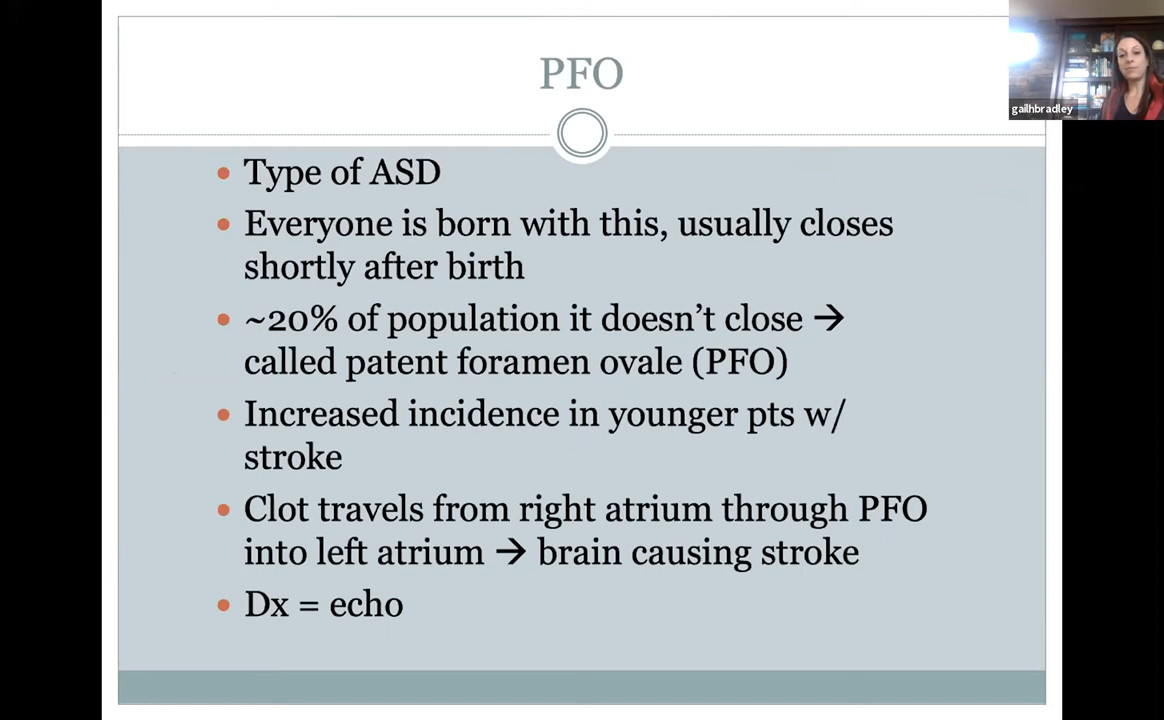 PFO
gailhbradley
• Type of ASD
• Everyone is born with this, usually closes
shortly after birth
• ~20% of population it doesn’t close →
called patent foramen ovale (PFO)
• Increased incidence in younger pts w/
stroke
• Clot travels from right atrium through PFO
into left atrium → brain causing stroke
• Dx = echo